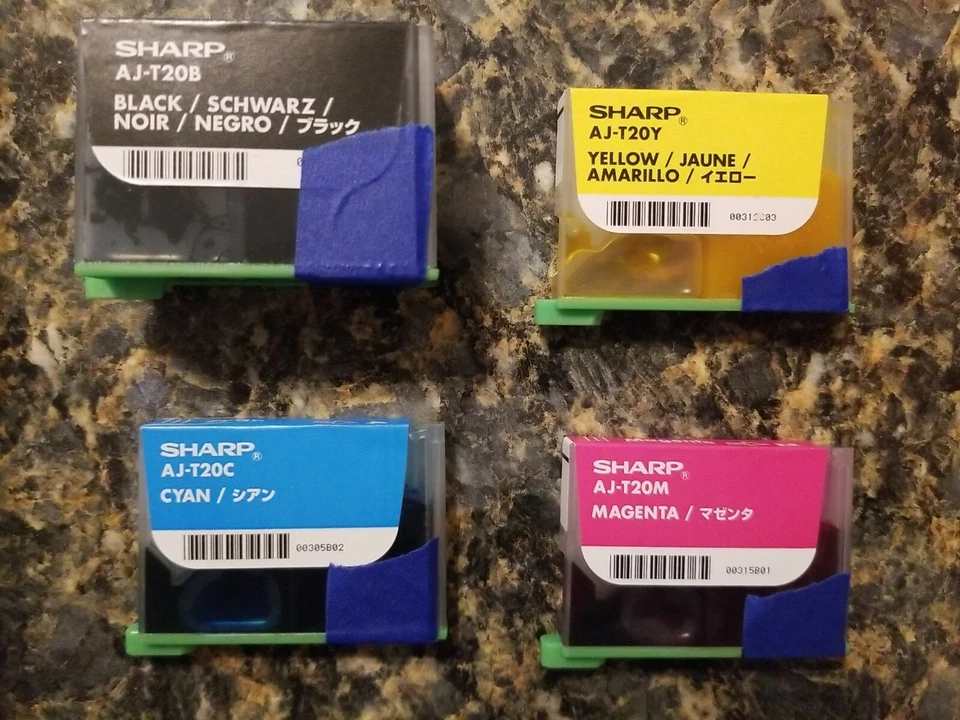 SHARP®
AJ-T20B
BLACK / SCHWARZ /
NOIR / NEGRO / ブラック
SHARP®
AJ-T20Y
YELLOW / JAUNE /
AMARILLO / イエロー
SHARP®
AJ-T20C
CYAN / シアン
00305B02
SHARP®
AJ-T20M
MAGENTA / マゼンタ
00315B01